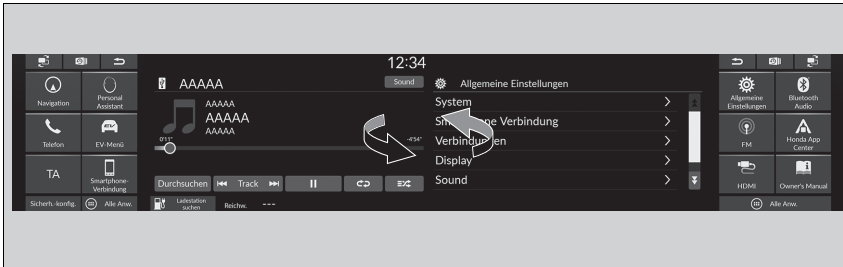 12:34
Navigation
Personal
Assistant
Telefon
EV-Menü
TA
Smartphone-
Verbindung
Sicherh.-konfig.
Alle Anw.
AAAAA
Sound
AAAAA
AAAAA
AAAAA
0'11"
-4'54"
Durchsuchen
Track
Ladestation
suchen
Reichw. ---
Allgemeine Einstellungen
System
Verbindungen
Display
Sound
Allgemeine
Einstellungen
Bluetooth
Audio
FM
Honda App
Center
HDMI
Owner's Manual
Alle Anw.